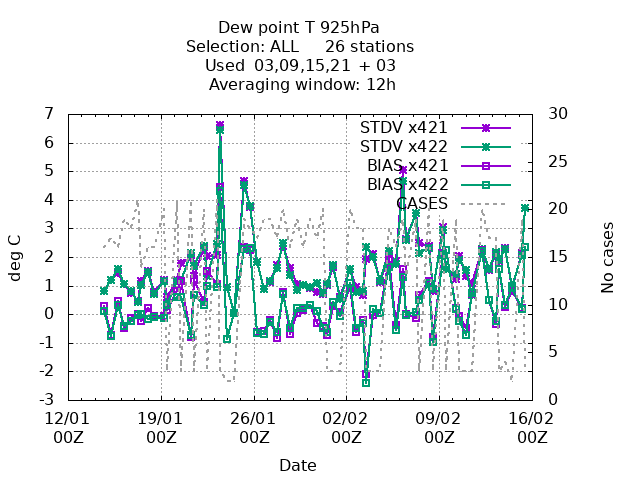 Dew point T 925hPa
Selection: ALL 26 stations
Used 03,09,15,21 + 03
Averaging window: 12h
7
6
5
4
3
2
1
0
-1
-2
-3
deg C
30
25
20
15
10
5
0
No cases
STDV x421
STDV x422
BIAS x421
BIAS x422
CASES
12/01 19/01 26/01 02/02 09/02 16/02
00Z 00Z 00Z 00Z 00Z 00Z
Date